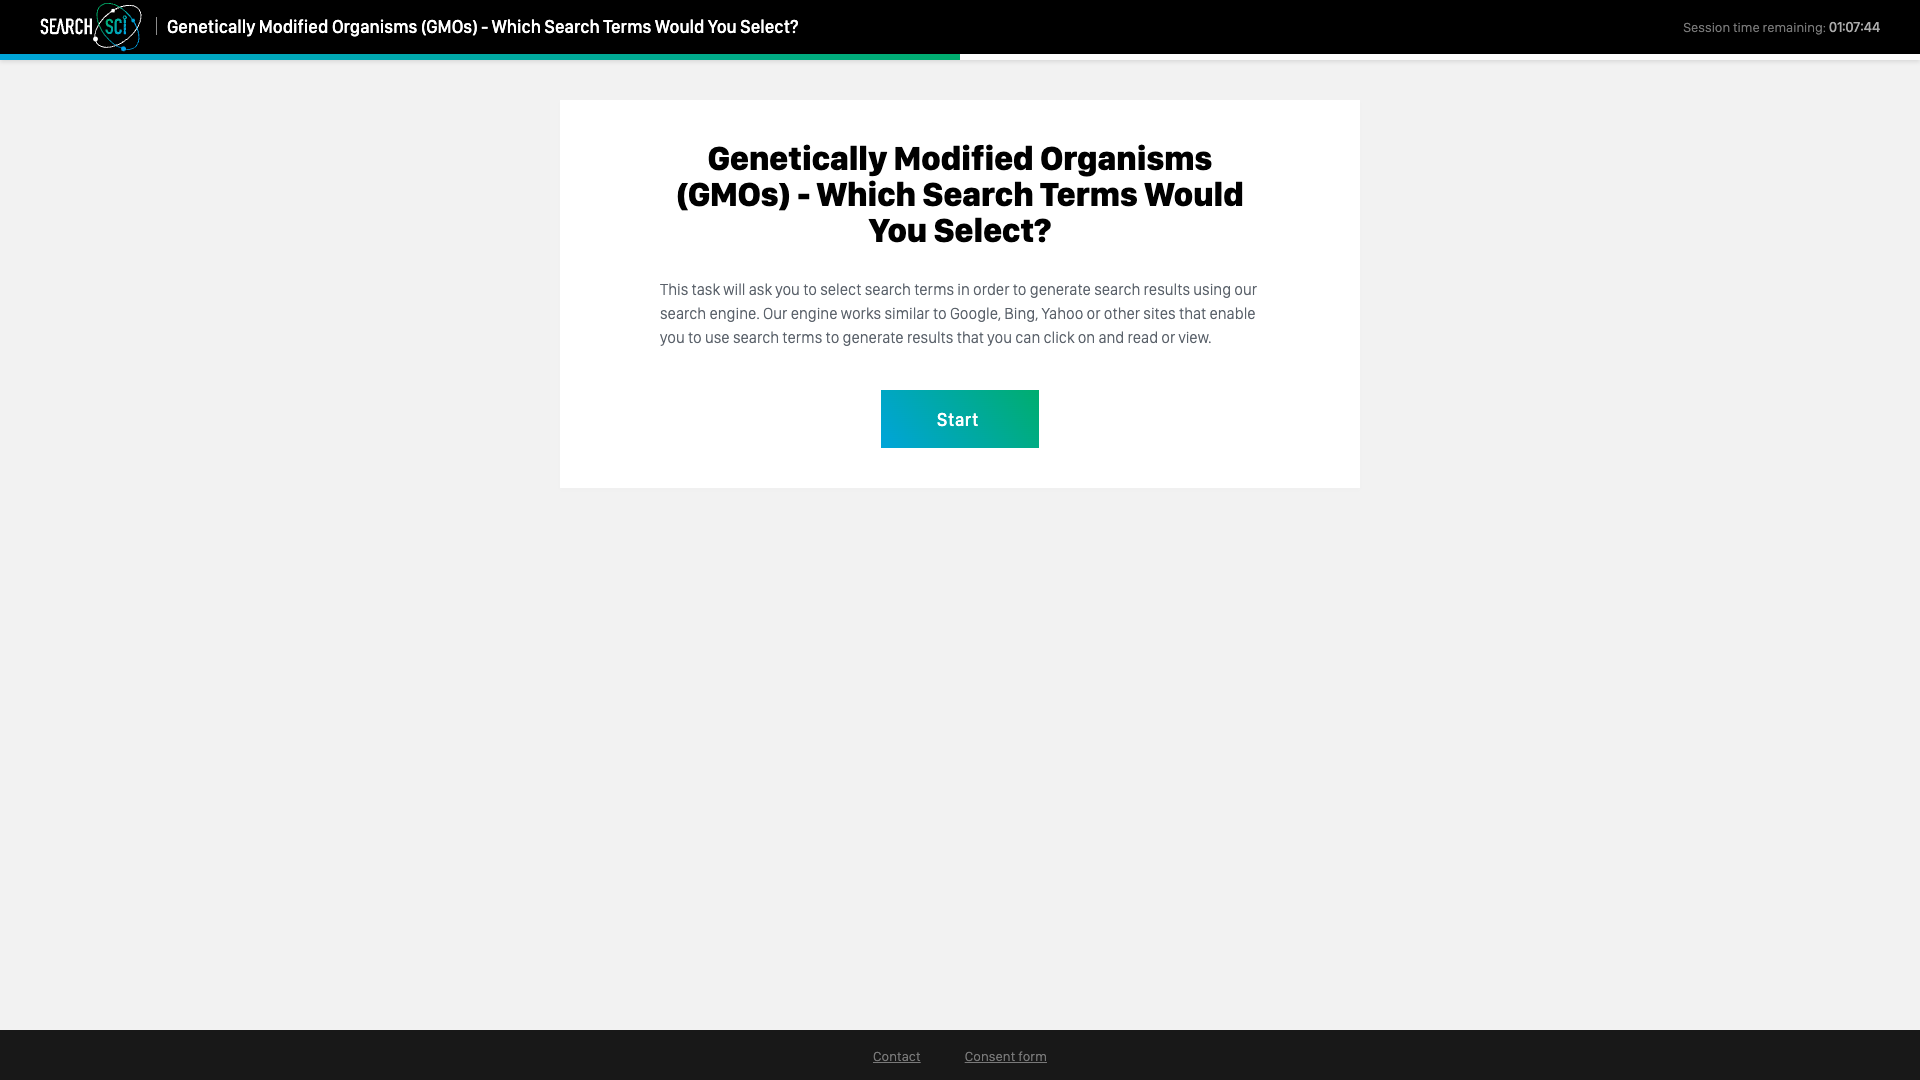 SEARCH SCI | Genetically Modified Organisms (GMOs) - Which Search Terms Would You Select? Session time remaining: 01:07:44
Genetically Modified Organisms
(GMOs) - Which Search Terms Would
You Select?
This task will ask you to select search terms in order to generate search results using our
search engine. Our engine works similar to Google, Bing, Yahoo or other sites that enable
you to use search terms to generate results that you can click on and read or view.
Start
Contact Consent form